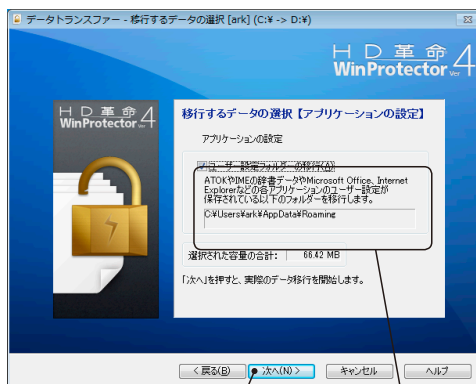 データトランスファー - 移行するデータの選択 [ark] (C:¥ -> D:¥)
HD革命
WinProtector Ver 4
HD革命
WinProtector Ver. 4
移行するデータの選択【アプリケーションの設定】
アプリケーションの設定
ユーザー設定フォルダーの移行(A)
ATOKやIMEの辞書データやMicrosoft Office、Internet
Explorerなどの各アプリケーションのユーザー設定が
保存されている以下のフォルダーを移行します。
C:¥Users¥ark¥AppData¥Roaming
選択された容量の合計: 66.42 MB
「次へ」を押すと、実際のデータ移行を開始します。
7
< 戻る(B) 次へ(N) > キャンセル ヘルプ